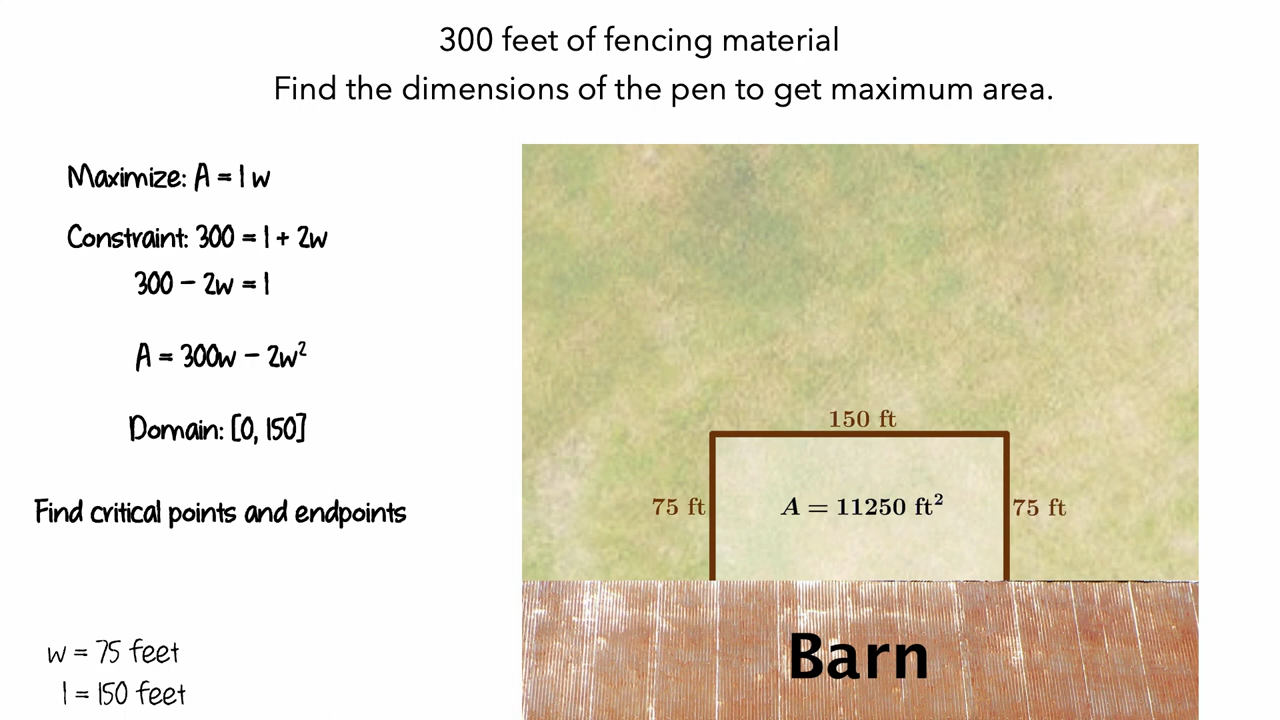 300 feet of fencing material
Find the dimensions of the pen to get maximum area.
Maximize: A = l w
Constraint: 300 = l + 2w
300 − 2w = l
A = 300w − 2w²
Domain: [0, 150]
Find critical points and endpoints
w = 75 feet
l = 150 feet
150 ft
75 ft
A = 11250 ft²
75 ft
Barn